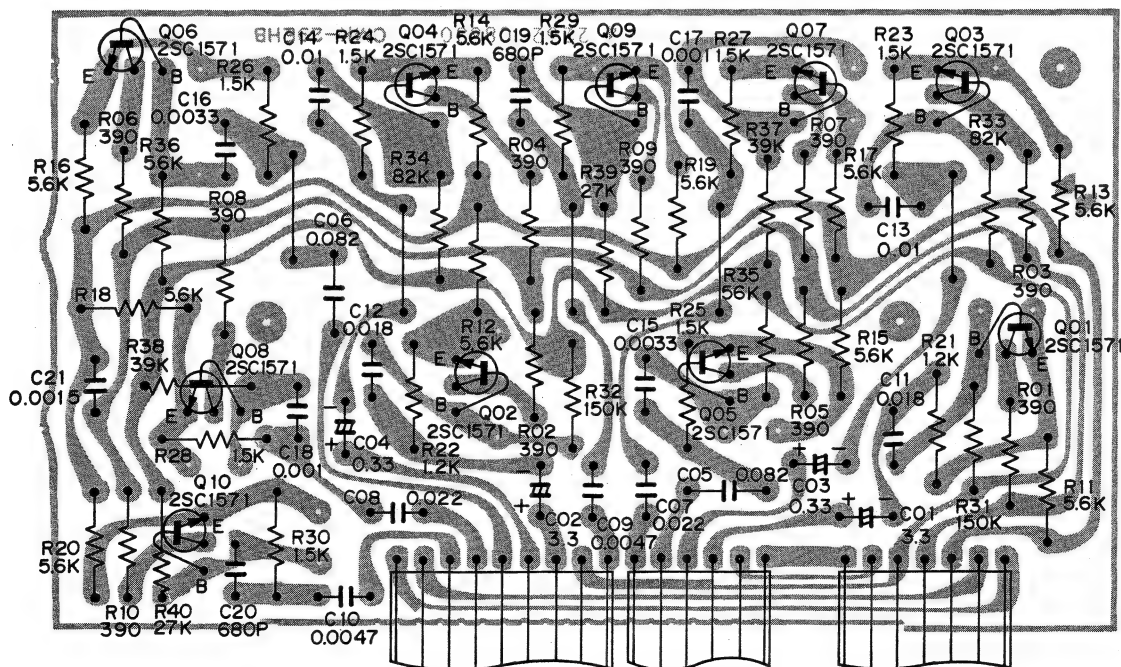 Q06
2SC1571
E
B
R26
1.5K
C16
0.0033
R06
390
R36
56K
R16
5.6K
R08
390
C14
0.01
R24
1.5K
Q04
2SC1571
E
B
R14
5.6K
C19
680P
R29
1.5K
Q09
2SC1571
E
B
C17
0.001
R27
1.5K
Q07
2SC1571
E
B
R23
1.5K
Q03
2SC1571
E
B
R33
82K
R34
82K
R04
390
R39
27K
R09
390
R19
5.6K
R37
39K
R07
390
R17
5.6K
R13
5.6K
C13
0.01
R03
390
C06
0.082
R18
5.6K
R38
39K
C21
0.0015
Q08
2SC1571
E
B
R28
1.5K
C18
0.001
C12
0.018
R12
5.6K
E
B
Q02
2SC1571
R22
1.2K
C04
0.33
R02
390
R32
150K
C15
0.0033
R25
1.5K
R35
56K
E
B
Q05
2SC1571
R05
390
R15
5.6K
C11
0.018
R21
1.2K
Q01
2SC1571
B
E
R01
390
R11
5.6K
R31
150K
Q10
2SC1571
E
B
R20
5.6K
R10
390
R40
27K
C20
680P
R30
1.5K
C10
0.0047
C08
0.022
C02
3.3
C09
0.0047
C07
0.022
C05
0.082
C03
0.33
C01
3.3